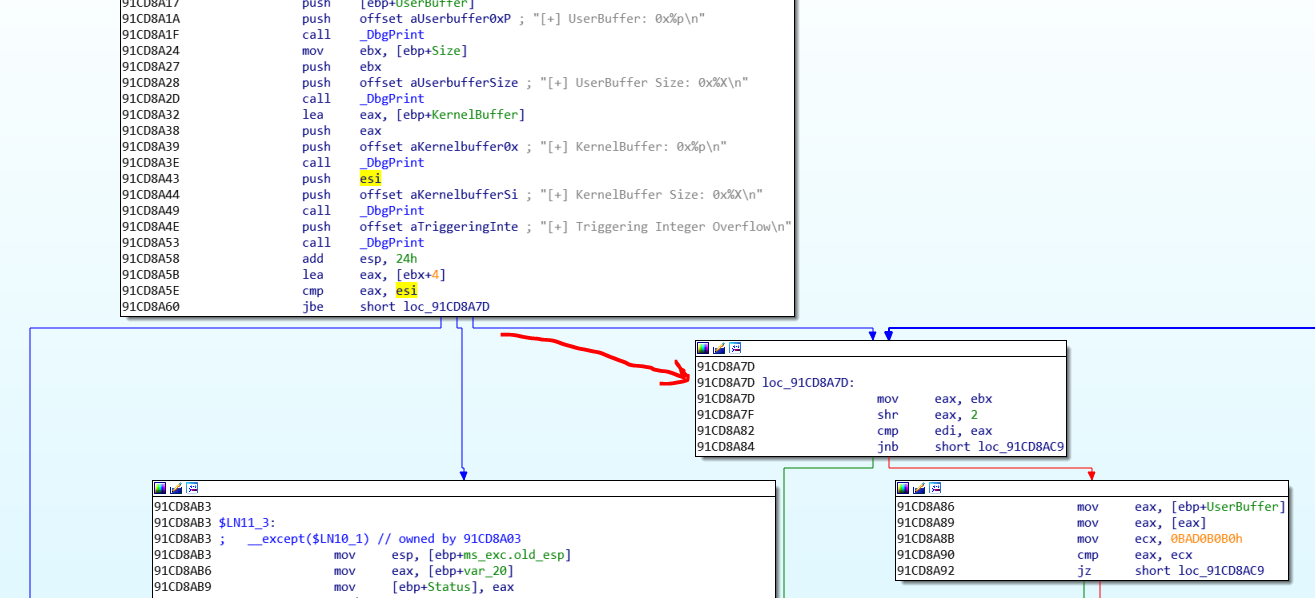 91CD8A17 push [ebp+UserBuffer]
91CD8A1A push offset aUserbuffer0xP ; "[+] UserBuffer: 0x%p\n"
91CD8A1F call _DbgPrint
91CD8A24 mov ebx, [ebp+Size]
91CD8A27 push ebx
91CD8A28 push offset aUserbufferSize ; "[+] UserBuffer Size: 0x%X\n"
91CD8A2D call _DbgPrint
91CD8A32 lea eax, [ebp+KernelBuffer]
91CD8A38 push eax
91CD8A39 push offset aKernelbuffer0x ; "[+] KernelBuffer: 0x%p\n"
91CD8A3E call _DbgPrint
91CD8A43 push esi
91CD8A44 push offset aKernelbufferSi ; "[+] KernelBuffer Size: 0x%X\n"
91CD8A49 call _DbgPrint
91CD8A4E push offset aTriggeringInte ; "[+] Triggering Integer Overflow\n"
91CD8A53 call _DbgPrint
91CD8A58 add esp, 24h
91CD8A5B lea eax, [ebx+4]
91CD8A5E cmp eax, esi
91CD8A60 jbe short loc_91CD8A7D
91CD8A7D
91CD8A7D loc_91CD8A7D:
91CD8A7D mov eax, ebx
91CD8A7F shr eax, 2
91CD8A82 cmp edi, eax
91CD8A84 jnb short loc_91CD8AC9
91CD8AB3
91CD8AB3 $LN11_3:
91CD8AB3 ; __except($LN10_1) // owned by 91CD8A03
91CD8AB3 mov esp, [ebp+ms_exc.old_esp]
91CD8AB6 mov eax, [ebp+var_20]
91CD8AB9 mov [ebp+Status], eax
91CD8A86 mov eax, [ebp+UserBuffer]
91CD8A89 mov eax, [eax]
91CD8A8B mov ecx, 0BAD0B0B0h
91CD8A90 cmp eax, ecx
91CD8A92 jz short loc_91CD8AC9